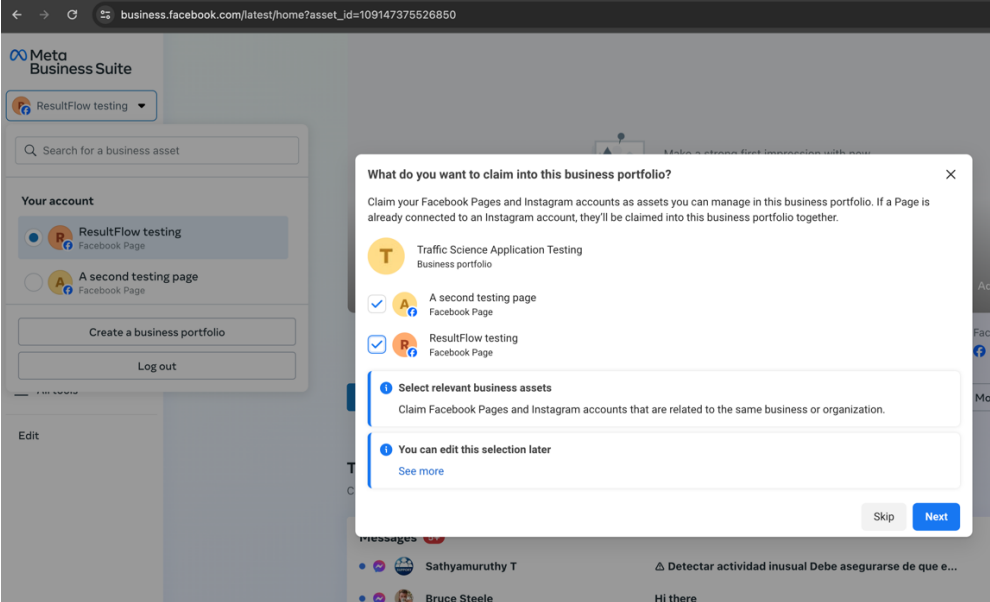 business.facebook.com/latest/home?asset_id=109147375526850
Meta
Business Suite
R
ResultFlow testing
Search for a business asset
Your account
R
ResultFlow testing
Facebook Page
A
A second testing page
Facebook Page
Create a business portfolio
Log out
All tools
Edit
Make a strong first impression with new
What do you want to claim into this business portfolio?
Claim your Facebook Pages and Instagram accounts as assets you can manage in this business portfolio. If a Page is
already connected to an Instagram account, they'll be claimed into this business portfolio together.
T
Traffic Science Application Testing
Business portfolio
A
A second testing page
Facebook Page
R
ResultFlow testing
Facebook Page
Select relevant business assets
Claim Facebook Pages and Instagram accounts that are related to the same business or organization.
You can edit this selection later
See more
Skip
Next
Messages
Sathyamuruthy T
Detectar actividad inusual Debe asegurarse de que e...
Bruce Steele
Hi there